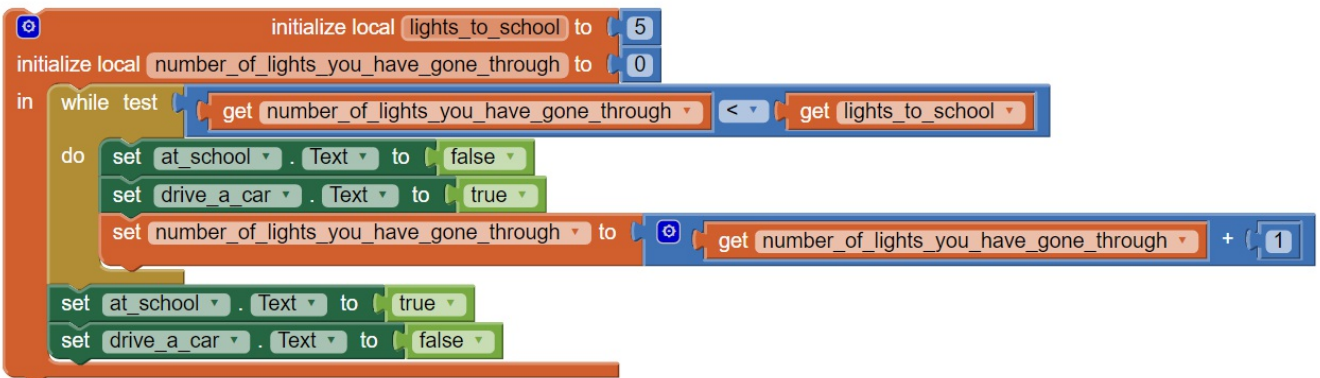 initialize local lights_to_school to 5
initialize local number_of_lights_you_have_gone_through to 0
in while test get number_of_lights_you_have_gone_through < get lights_to_school
do set at_school . Text to false
set drive_a_car . Text to true
set number_of_lights_you_have_gone_through to get number_of_lights_you_have_gone_through + 1
set at_school . Text to true
set drive_a_car . Text to false